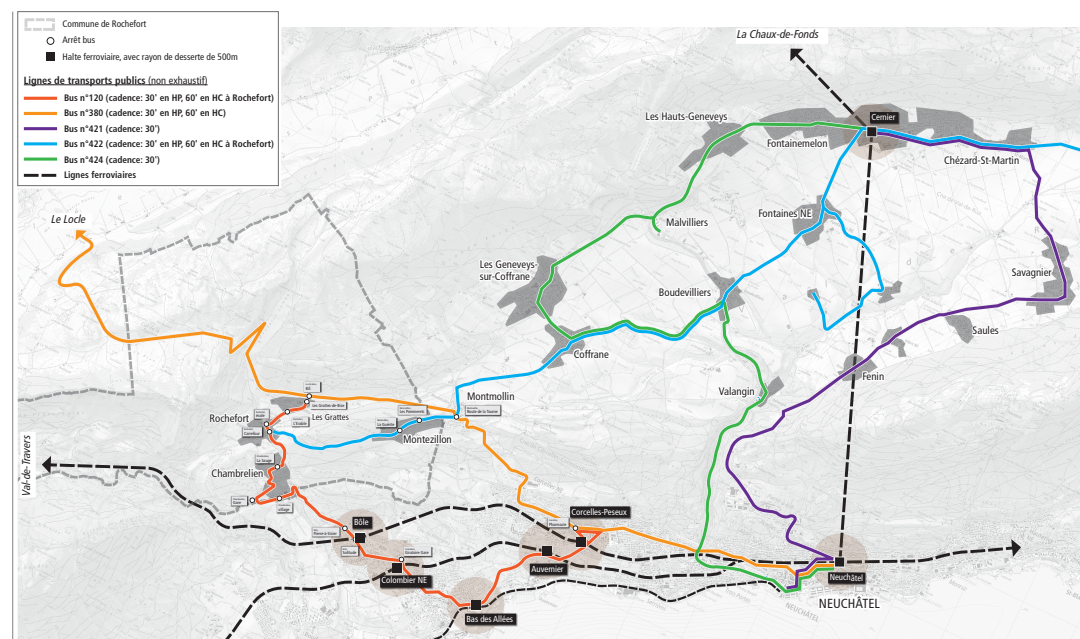 Commune de Rochefort
Arrêt bus
Halte ferroviaire, avec rayon de desserte de 500m
Lignes de transports publics (non exhaustif)
Bus n°120 (cadence: 30' en HP, 60' en HC à Rochefort)
Bus n°380 (cadence: 30' en HP, 60' en HC)
Bus n°421 (cadence: 30')
Bus n°422 (cadence: 30' en HP, 60' en HC à Rochefort)
Bus n°424 (cadence: 30')
Lignes ferroviaires
La Chaux-de-Fonds
Les Hauts-Geneveys
Cernier
Fontainemelon
Chézard-St-Martin
Le Locle
Malvilliers
Fontaines NE
Les Geneveys-
sur-Coffrane
Boudevilliers
Savagnier
Saules
Coffrane
Fenin
Valangin
Montmollin
Rochefort
Les Grattes
Montezillon
Val-de-Travers
Chambrelien
Bôle
Corcelles-Peseux
Auvernier
Colombier NE
Neuchâtel
Bas des Allées
NEUCHÂTEL
NEUCHÂTEL